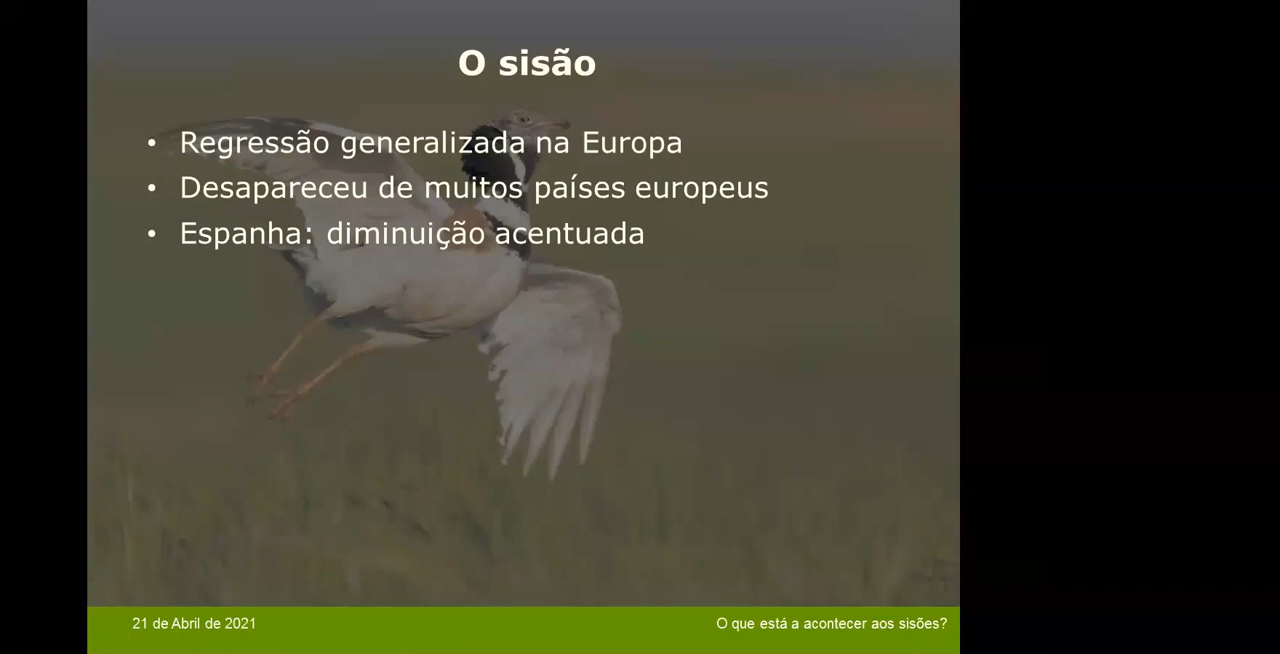 O sisão
• Regressão generalizada na Europa
• Desapareceu de muitos países europeus
• Espanha: diminuição acentuada
21 de Abril de 2021
O que está a acontecer aos sisões?